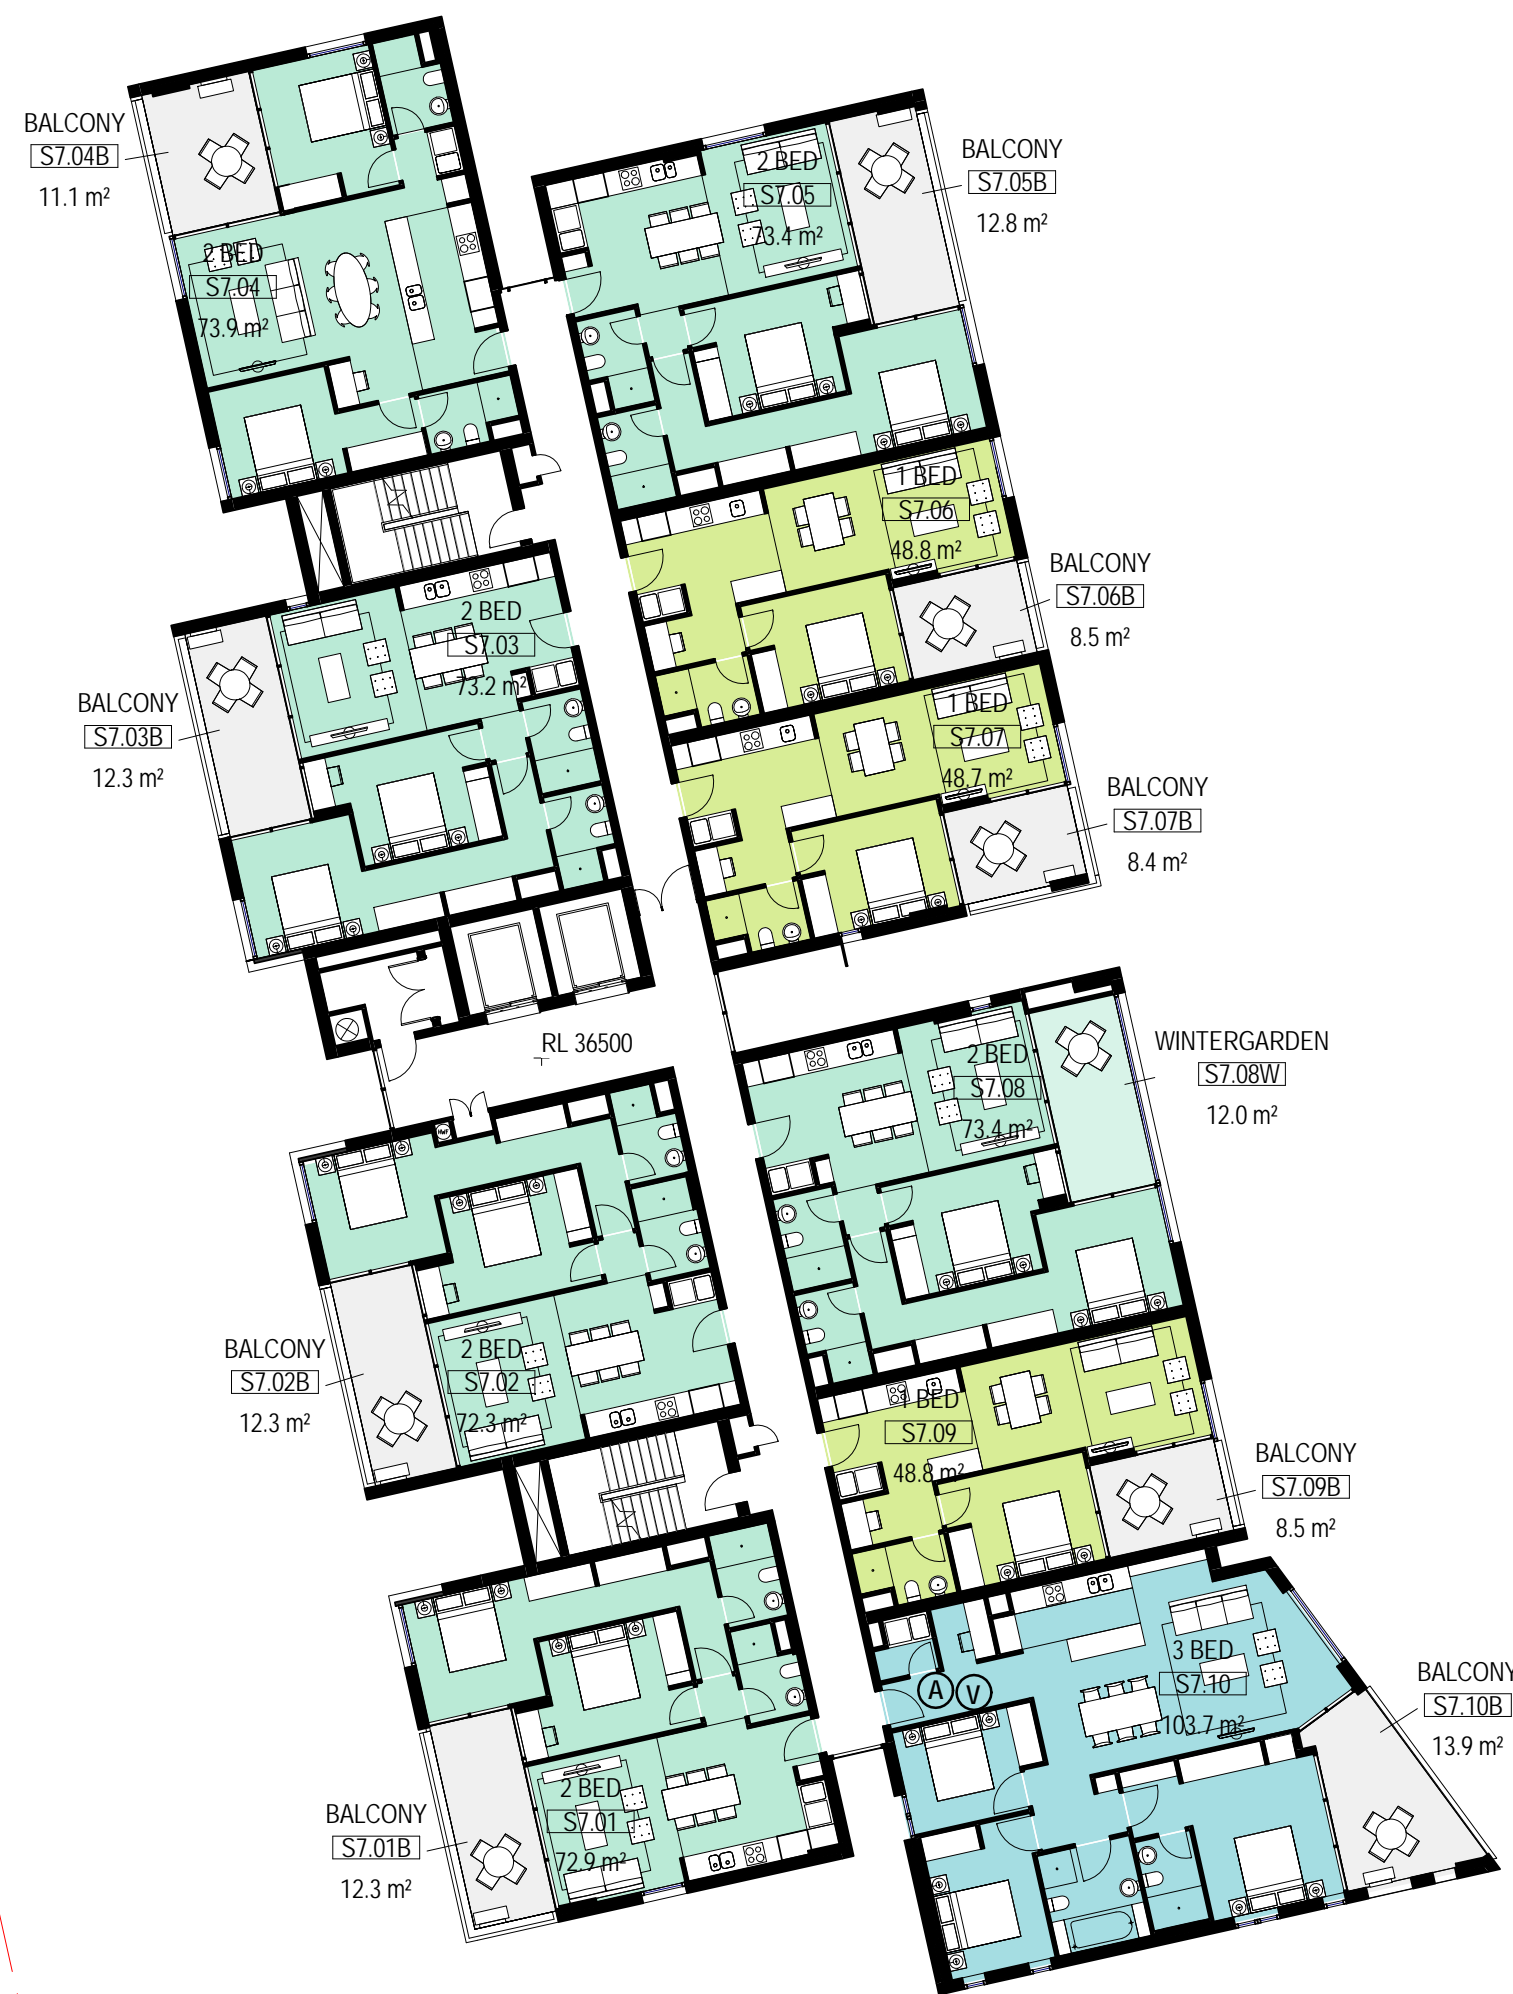 BALCONY
S7.04B
11.1 m²
2 BED
S7.04
73.9 m²
2 BED
S7.05
73.4 m²
BALCONY
S7.05B
12.8 m²
1 BED
S7.06
48.8 m²
BALCONY
S7.06B
8.5 m²
2 BED
S7.03
73.2 m²
BALCONY
S7.03B
12.3 m²
1 BED
S7.07
48.7 m²
BALCONY
S7.07B
8.4 m²
RL 36500
2 BED
S7.08
73.4 m²
WINTERGARDEN
S7.08W
12.0 m²
HWF
BALCONY
S7.02B
12.3 m²
2 BED
S7.02
72.3 m²
1 BED
S7.09
48.8 m²
BALCONY
S7.09B
8.5 m²
A V
3 BED
S7.10
103.7 m²
BALCONY
S7.10B
13.9 m²
BALCONY
S7.01B
12.3 m²
2 BED
S7.01
72.9 m²